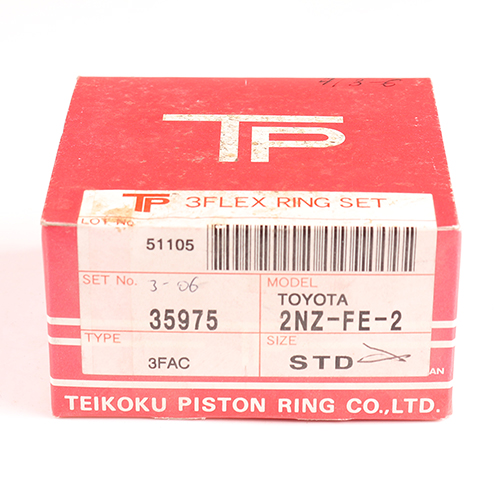 TP
TP 3FLEX RING SET
LOT No
51105
SET No. 3-06
MODEL
TOYOTA
35975
2NZ-FE-2
TYPE
SIZE
3FAC
STD
AN
TEIKOKU PISTON RING CO.,LTD.